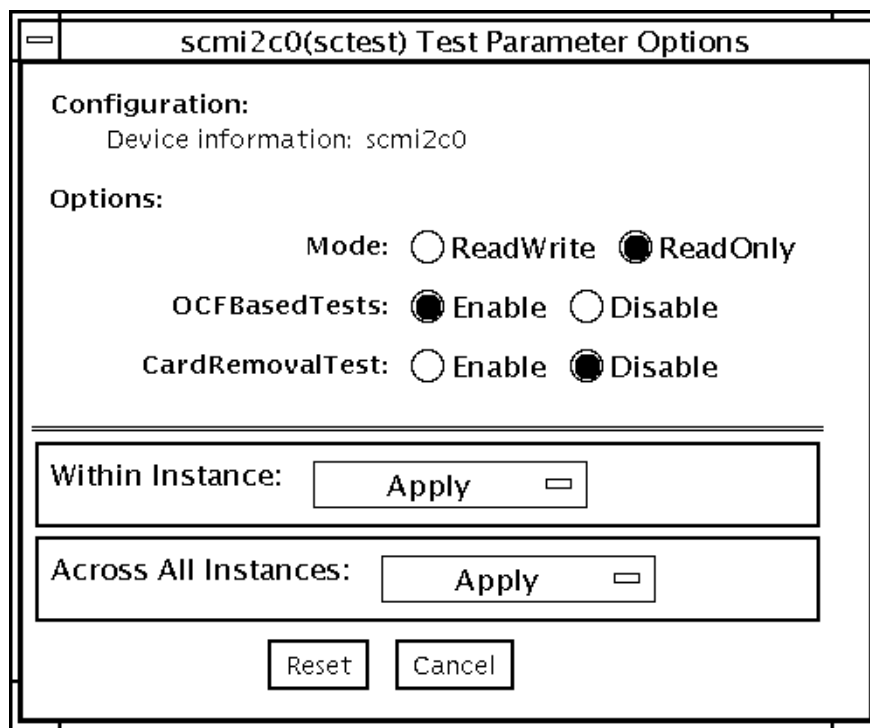 scmi2c0(sctest) Test Parameter Options
Configuration:
Device information: scmi2c0
Options:
Mode: ReadWrite ReadOnly
OCFBasedTests: Enable Disable
CardRemovalTest: Enable Disable
Within Instance: Apply
Across All Instances: Apply
Reset Cancel